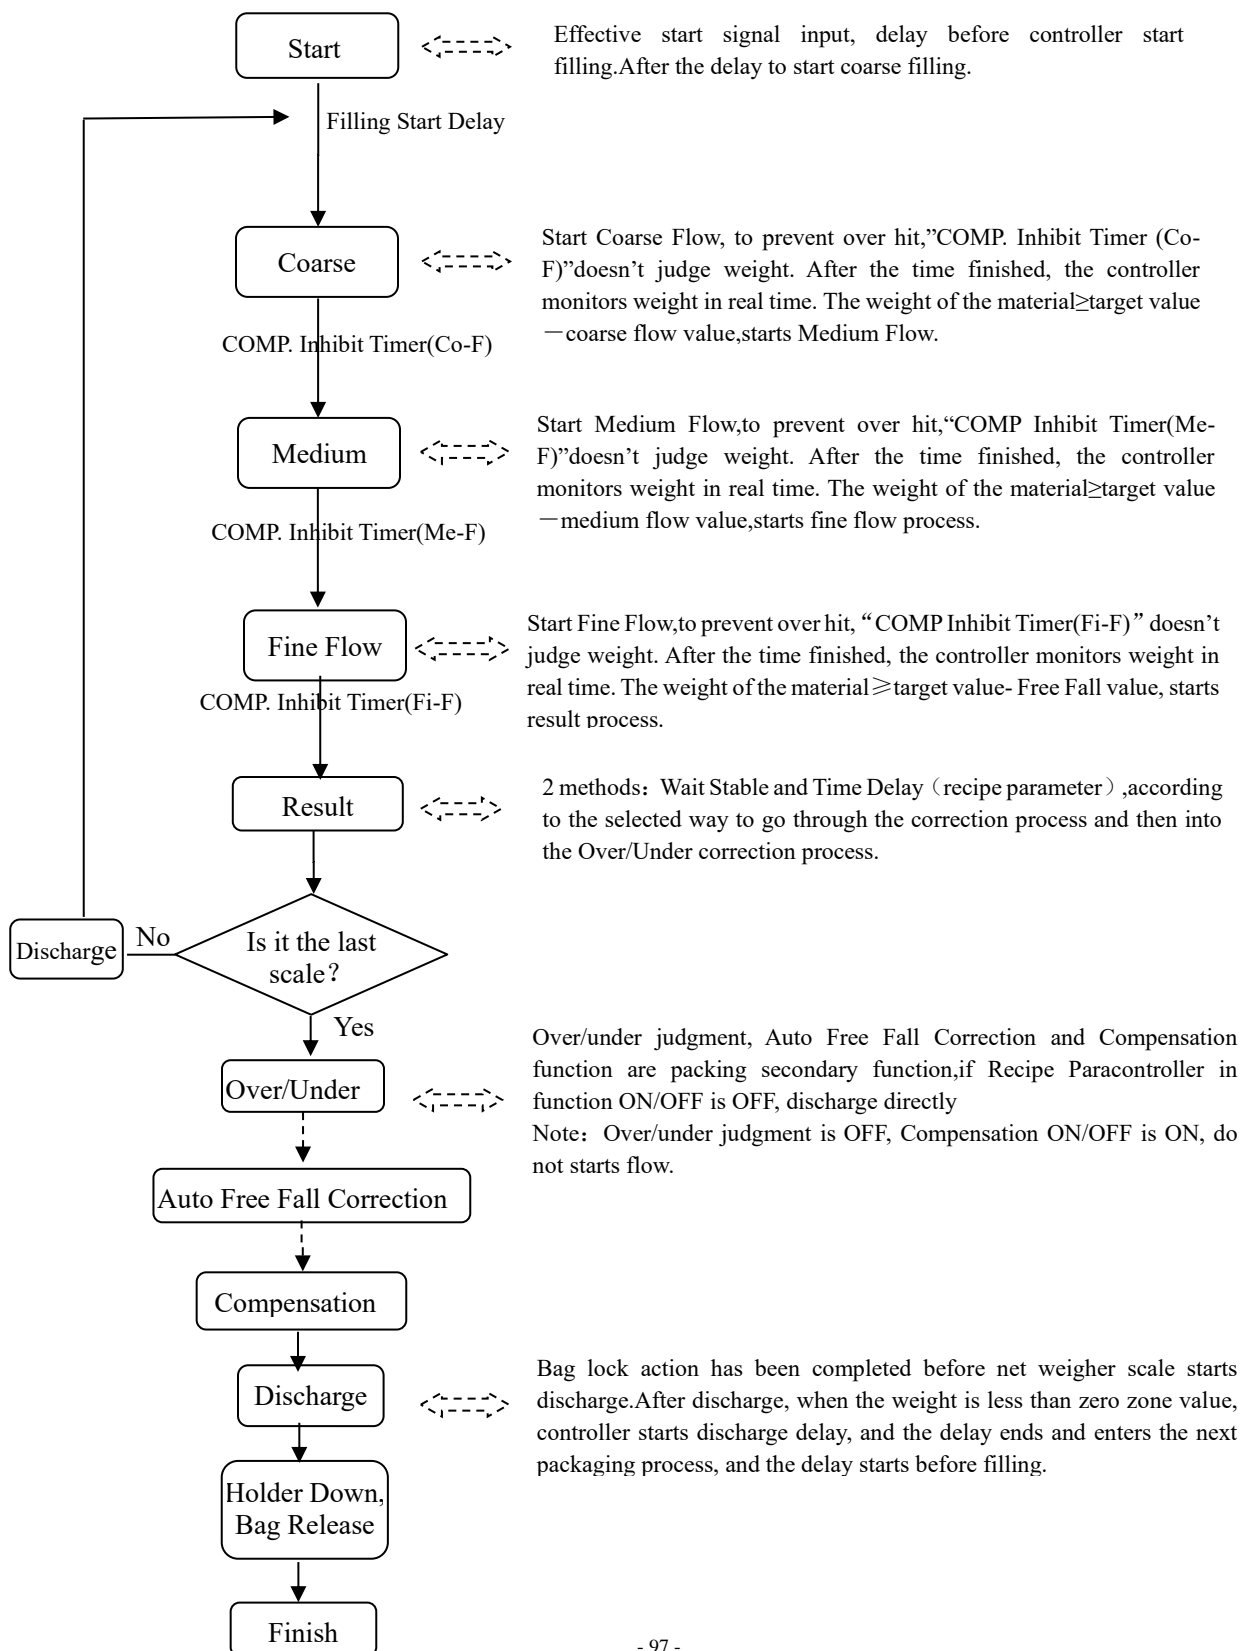 Start
Effective start signal input, delay before controller start
filling.After the delay to start coarse filling.
Filling Start Delay
Coarse
Start Coarse Flow, to prevent over hit,”COMP. Inhibit Timer (Co-
F)”doesn’t judge weight. After the time finished, the controller
monitors weight in real time. The weight of the material≥target value
－coarse flow value,starts Medium Flow.
COMP. Inhibit Timer(Co-F)
Medium
Start Medium Flow,to prevent over hit,“COMP Inhibit Timer(Me-
F)”doesn’t judge weight. After the time finished, the controller
monitors weight in real time. The weight of the material≥target value
－medium flow value,starts fine flow process.
COMP. Inhibit Timer(Me-F)
Fine Flow
Start Fine Flow,to prevent over hit, “COMP Inhibit Timer(Fi-F)” doesn’t
judge weight. After the time finished, the controller monitors weight in
real time. The weight of the material≥target value- Free Fall value, starts
result process.
COMP. Inhibit Timer(Fi-F)
Result
2 methods：Wait Stable and Time Delay（recipe parameter）,according
to the selected way to go through the correction process and then into
the Over/Under correction process.
Discharge
No
Is it the last
scale？
Yes
Over/Under
Over/under judgment, Auto Free Fall Correction and Compensation
function are packing secondary function,if Recipe Paracontroller in
function ON/OFF is OFF, discharge directly
Note：Over/under judgment is OFF, Compensation ON/OFF is ON, do
not starts flow.
Auto Free Fall Correction
Compensation
Discharge
Bag lock action has been completed before net weigher scale starts
discharge.After discharge, when the weight is less than zero zone value,
controller starts discharge delay, and the delay ends and enters the next
packaging process, and the delay starts before filling.
Holder Down,
Bag Release
Finish
- 97 -